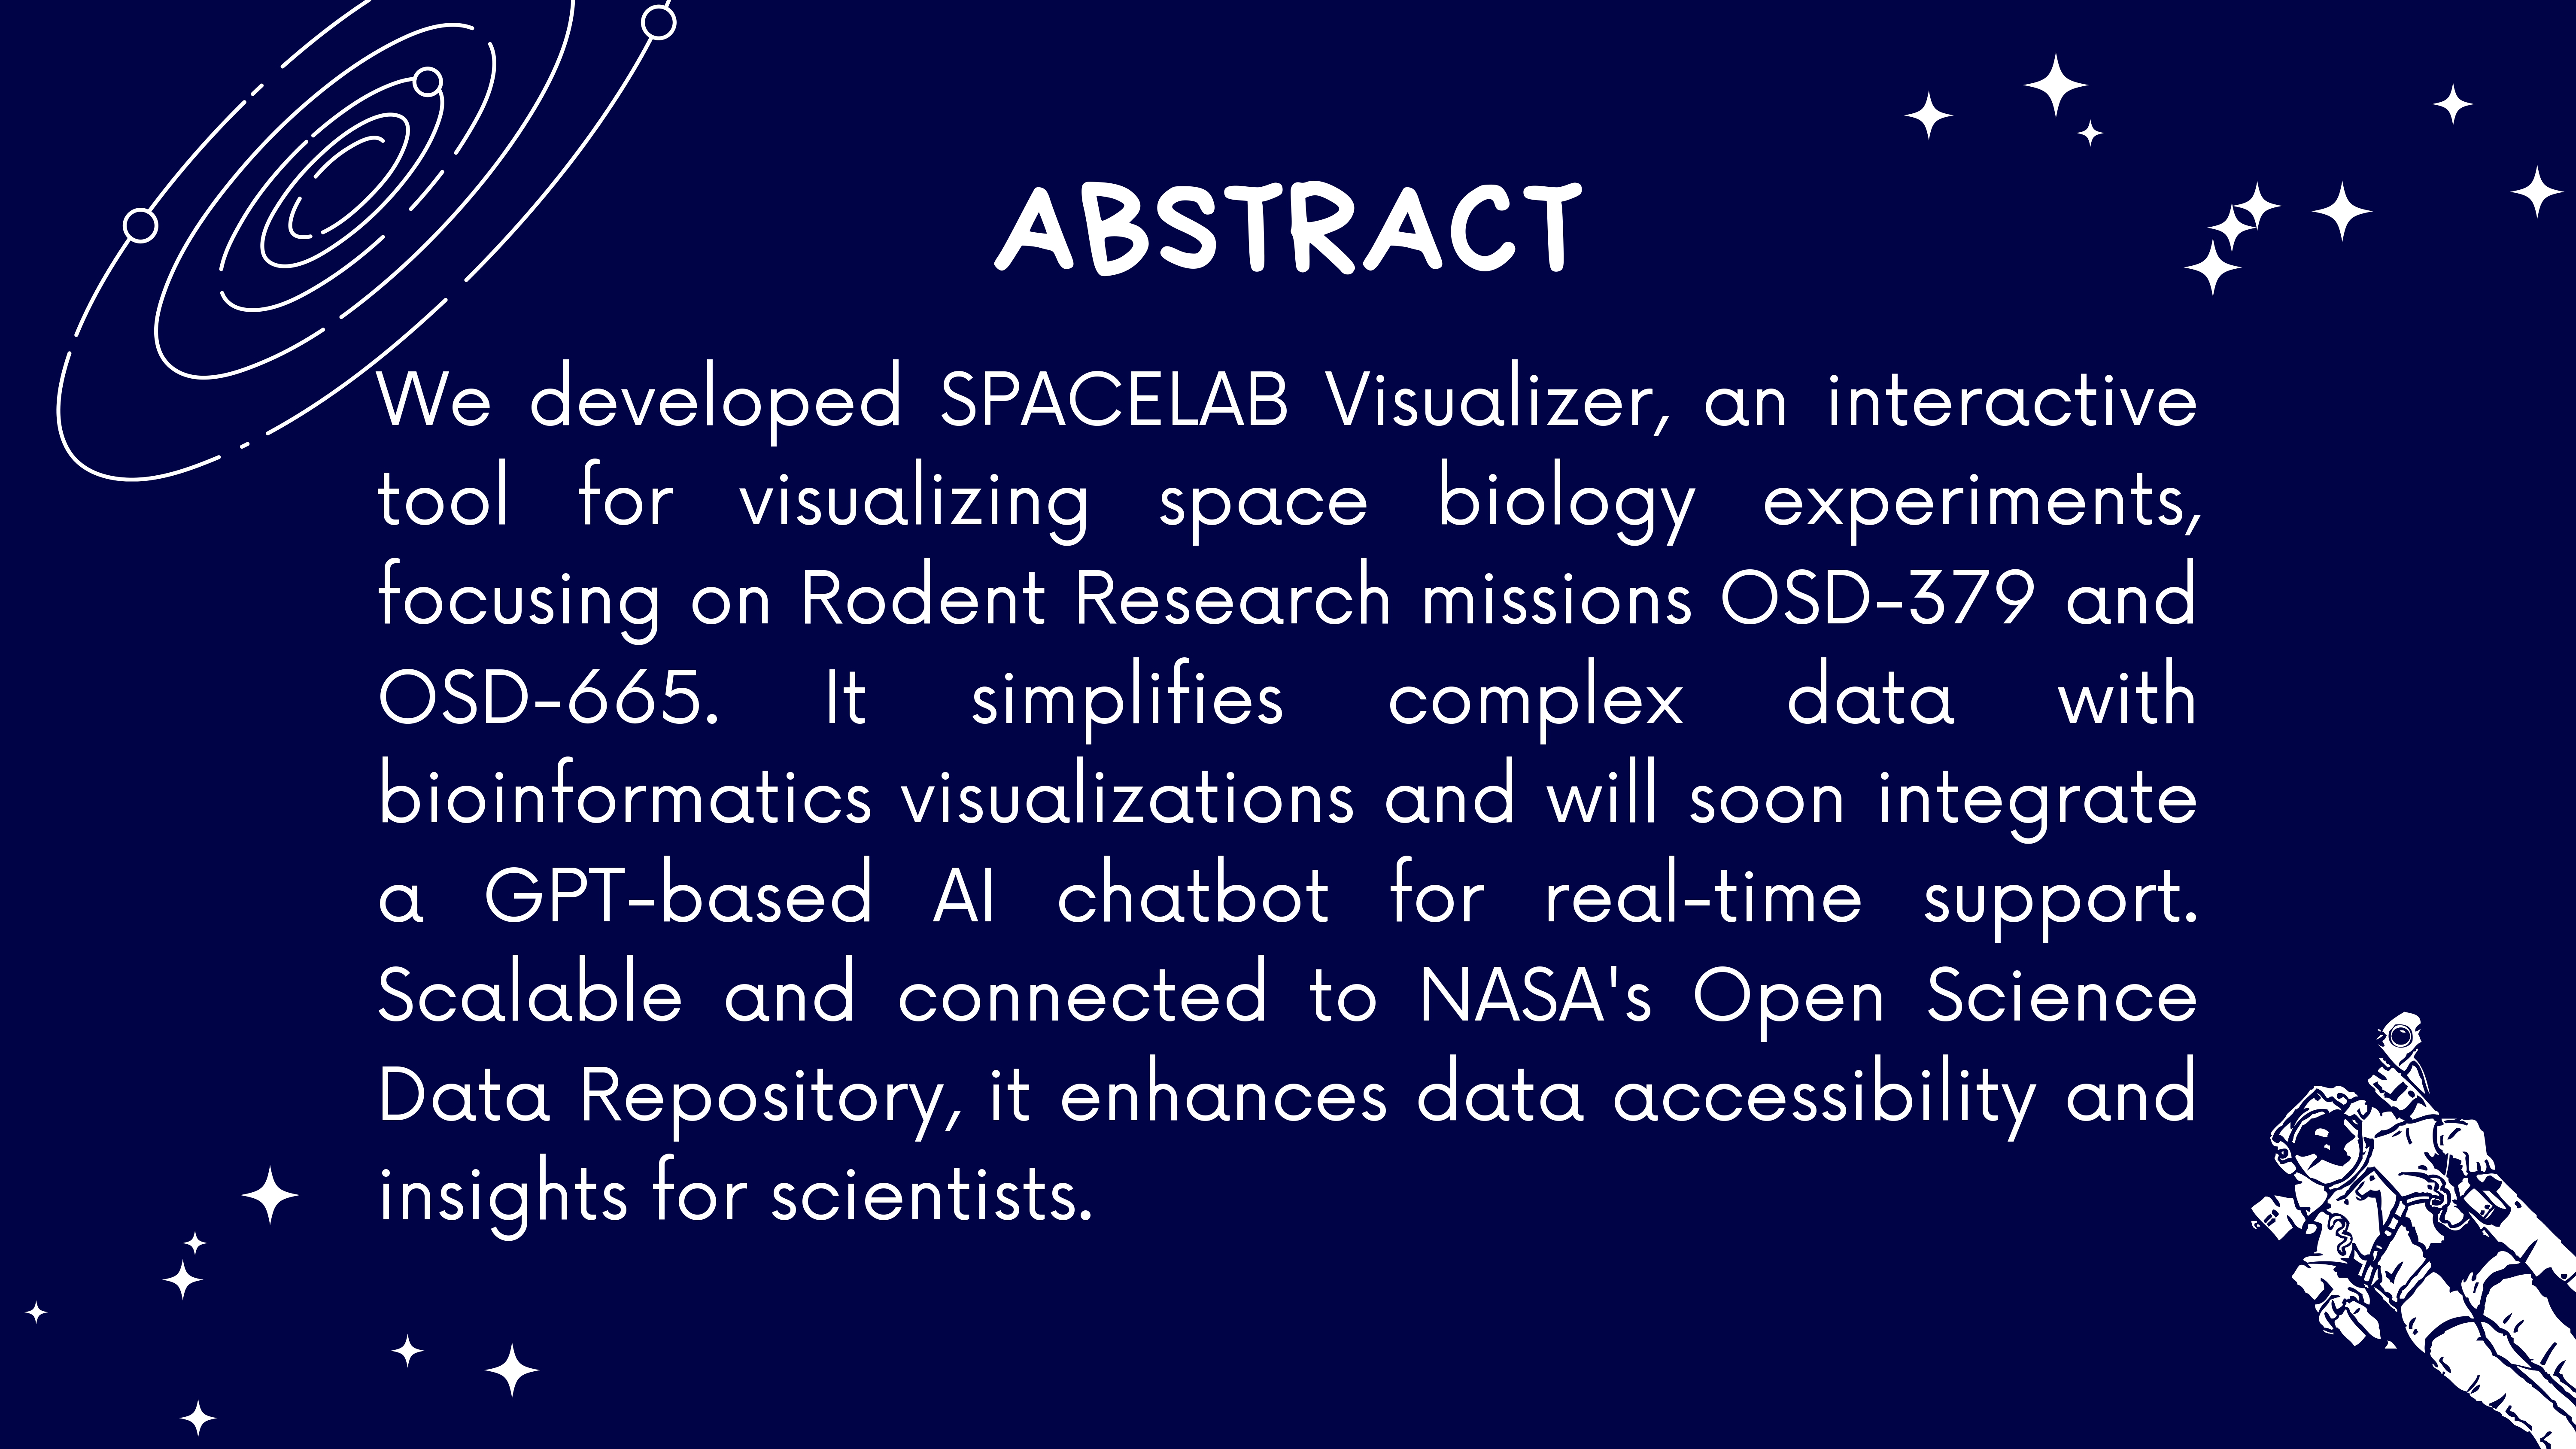 ABSTRACT
We developed SPACELAB Visualizer, an interactive
tool for visualizing space biology experiments,
focusing on Rodent Research missions OSD-379 and
OSD-665. It simplifies complex data with
bioinformatics visualizations and will soon integrate
a GPT-based AI chatbot for real-time support.
Scalable and connected to NASA's Open Science
Data Repository, it enhances data accessibility and
insights for scientists.